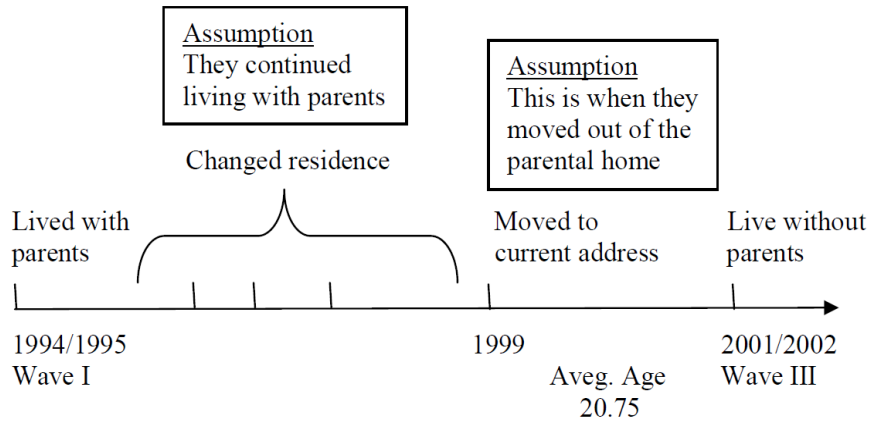 Assumption
They continued
living with parents
Assumption
This is when they
moved out of the
parental home
Changed residence
Lived with
parents
Moved to
current address
Live without
parents
1994/1995
Wave I
1999
Aveg. Age
20.75
2001/2002
Wave III